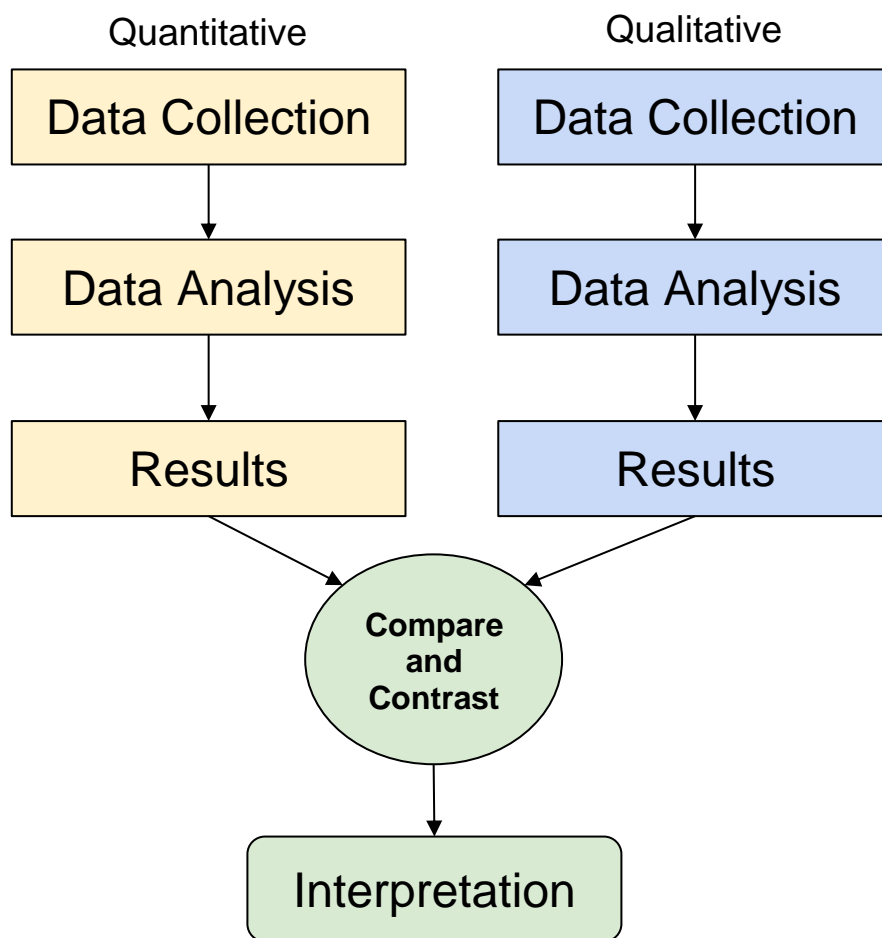 Quantitative
Qualitative
Data Collection
Data Collection
Data Analysis
Data Analysis
Results
Results
Compare
and
Contrast
Interpretation